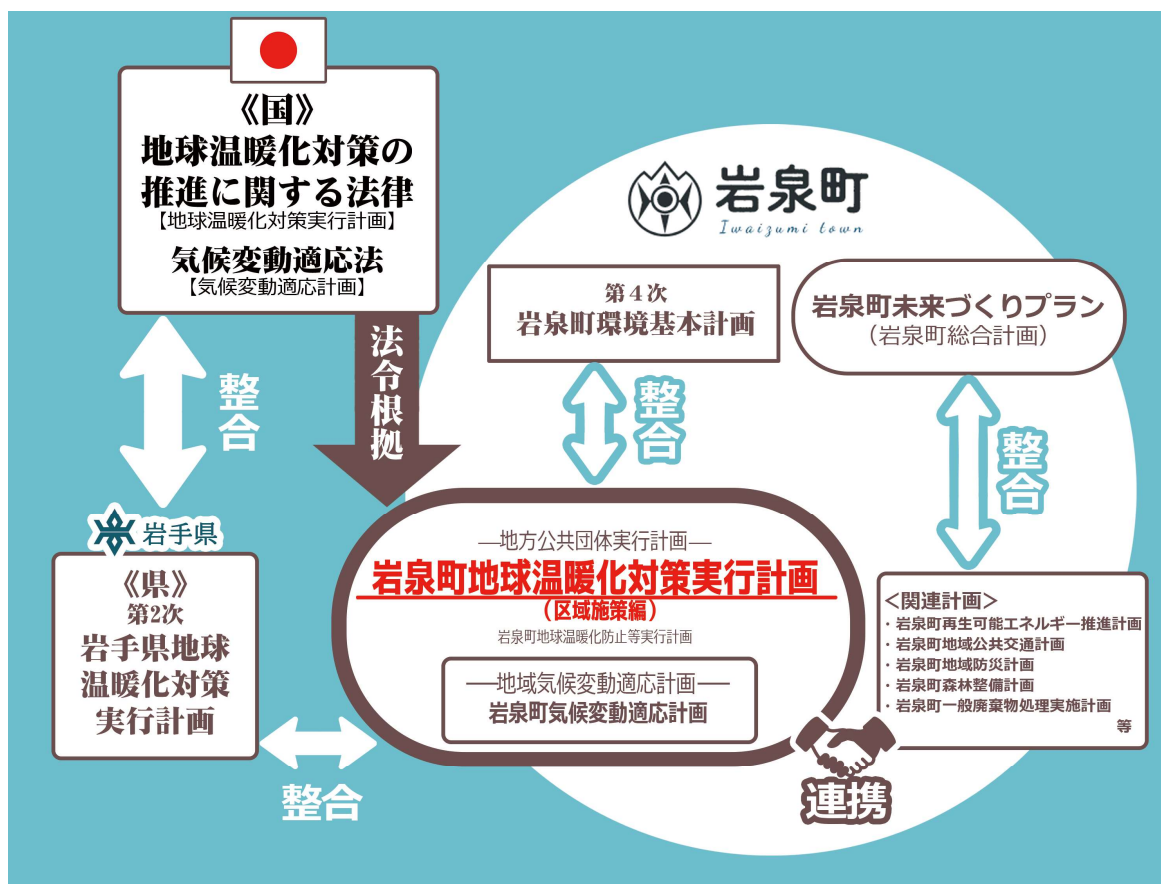 《国》
地球温暖化対策の
推進に関する法律
【地球温暖化対策実行計画】
気候変動適応法
【気候変動適応計画】
法令根拠
整合
岩手県
《県》
第2次
岩手県地球
温暖化対策
実行計画
整合
岩泉町
Iwaizumi town
第4次
岩泉町環境基本計画
岩泉町未来づくりプラン
（岩泉町総合計画）
整合
整合
―地方公共団体実行計画―
岩泉町地球温暖化対策実行計画
（区域施策編）
岩泉町地球温暖化防止等実行計画
――地域気候変動適応計画――
岩泉町気候変動適応計画
＜関連計画＞
・岩泉町再生可能エネルギー推進計画
・岩泉町地域公共交通計画
・岩泉町地域防災計画
・岩泉町森林整備計画
・岩泉町一般廃棄物処理実施計画
等
連携